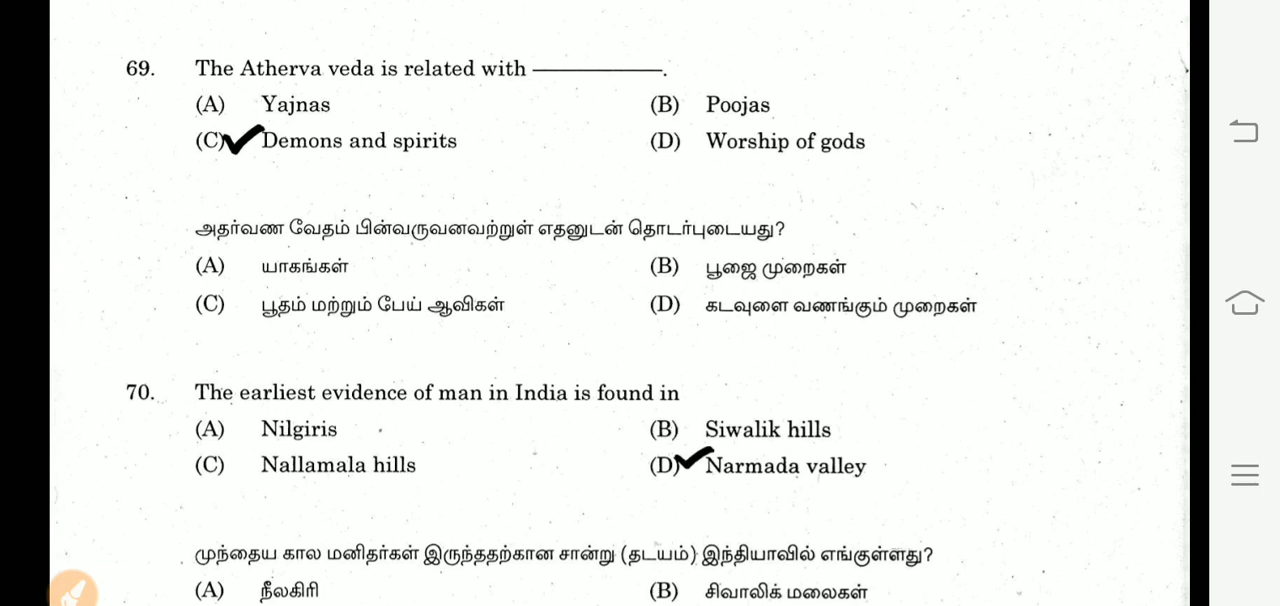 69. The Atherva veda is related with ————.
(A) Yajnas (B) Poojas
(C) Demons and spirits (D) Worship of gods
அதர்வண வேதம் பின்வருவனவற்றுள் எதனுடன் தொடர்புடையது?
(A) யாகங்கள் (B) பூஜை முறைகள்
(C) பூதம் மற்றும் பேய் ஆவிகள் (D) கடவுளை வணங்கும் முறைகள்
70. The earliest evidence of man in India is found in
(A) Nilgiris (B) Siwalik hills
(C) Nallamala hills (D) Narmada valley
முந்தைய கால மனிதர்கள் இருந்ததற்கான சான்று (தடயம்) இந்தியாவில் எங்குள்ளது?
(A) நீலகிரி (B) சிவாலிக் மலைகள்